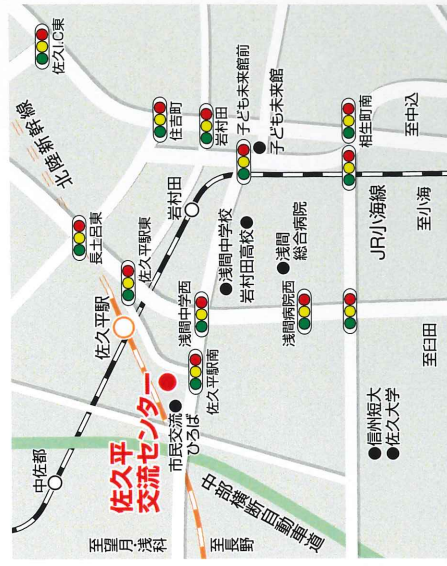 佐久I.C東
北陸新幹線
住吉町
岩村田
子ども未来館前
子ども未来館
相生町南
至中込
長土呂東
佐久平駅東
岩村田
JR小海線
至小海
佐久平駅
浅間中学西
浅間中学校
岩村田高校
浅間
総合病院
浅間病院西
佐久平駅南
至臼田
佐久平
交流センター
市民交流
ひろば
信州短大
佐久大学
中佐都
中部横断自動車道
至望月・浅科
至長野